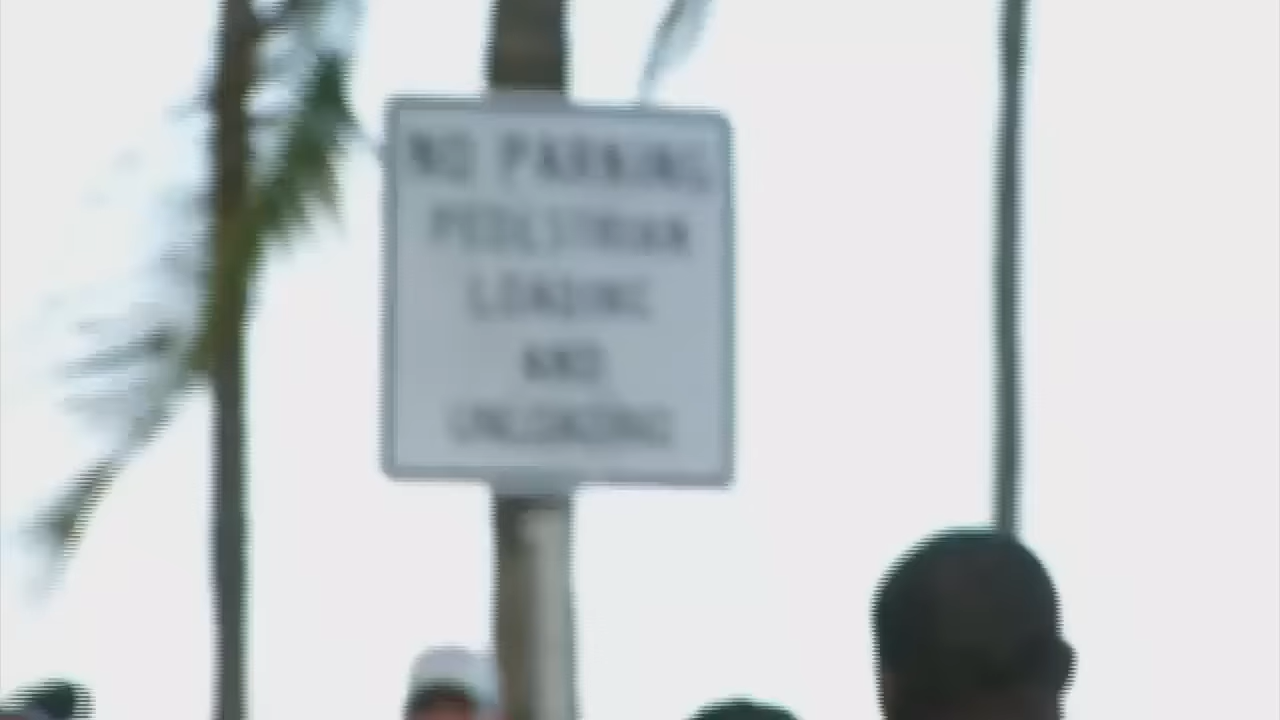 NO PARKING
PEDESTRIAN
LOADING
AND
UNLOADING